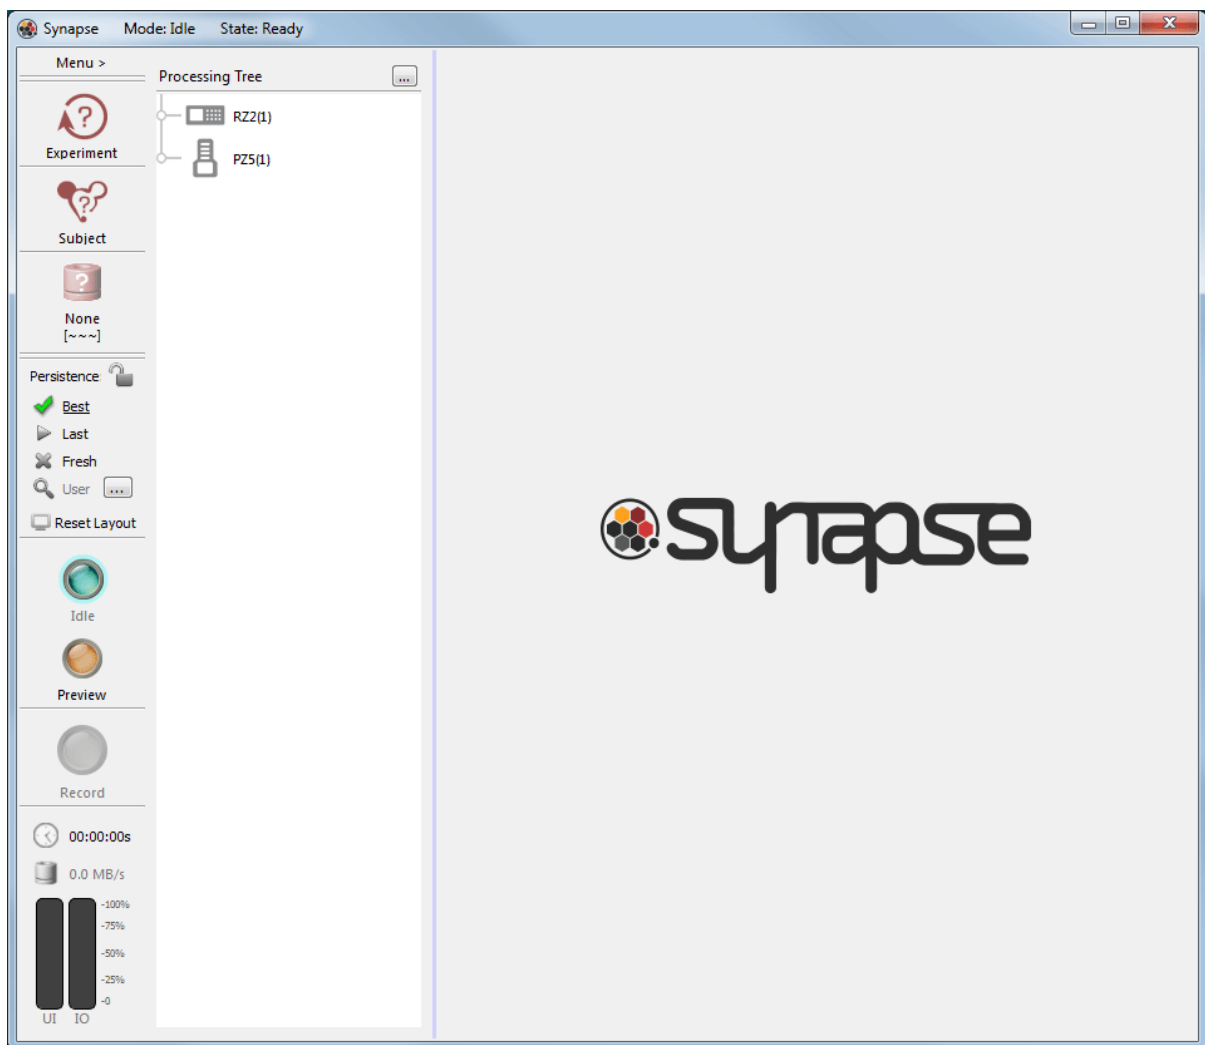 Synapse Mode: Idle State: Ready
Menu >
Experiment
Subject
None
[~~~]
Persistence:
Best
Last
Fresh
User ...
Reset Layout
Idle
Preview
Record
00:00:00s
0.0 MB/s
-100%
-75%
-50%
-25%
-0
UI IO
Processing Tree ...
RZ2(1)
PZ5(1)
synapse